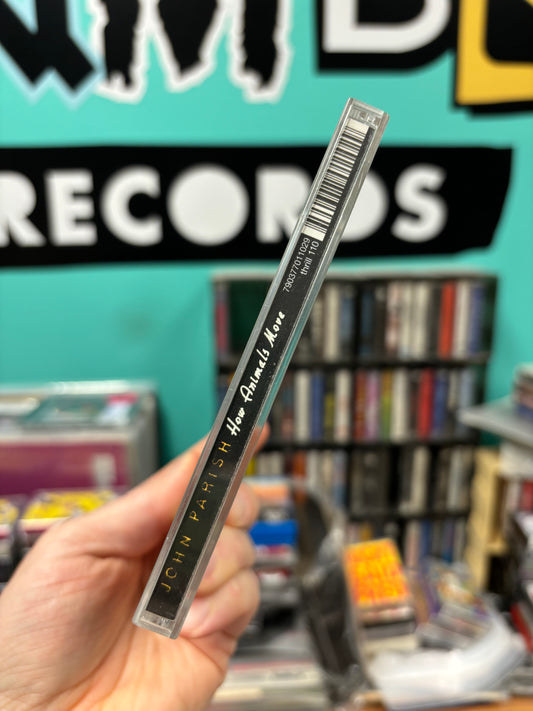 RECORDS
JOHN PARISH How Animals Move
790377011029
thrill 110